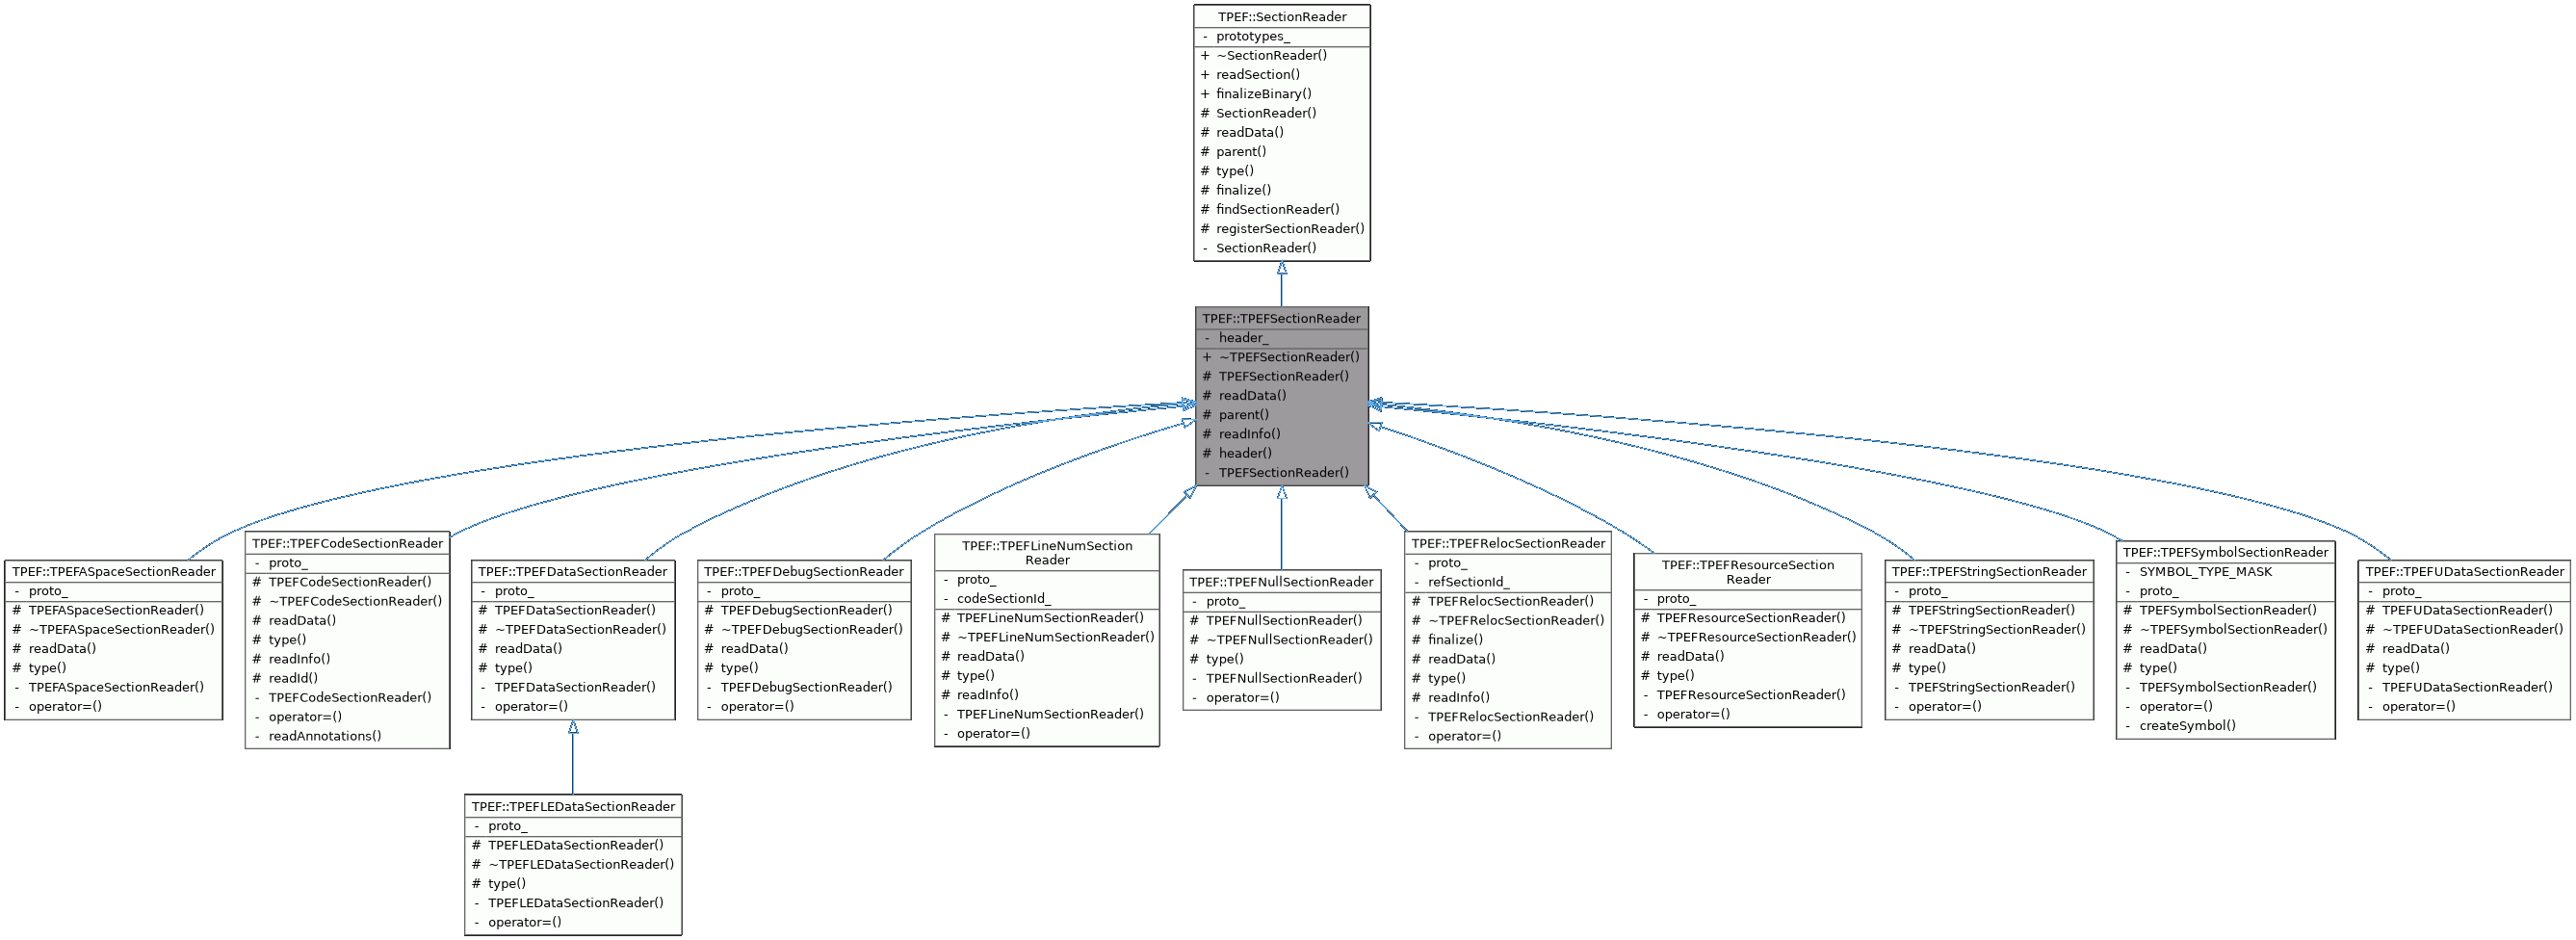 TPEF::SectionReader
- prototypes_
+ ~SectionReader()
+ readSection()
+ finalizeBinary()
# SectionReader()
# readData()
# parent()
# type()
# finalize()
# findSectionReader()
# registerSectionReader()
- SectionReader()
TPEF::TPEFSectionReader
- header_
+ ~TPEFSectionReader()
# TPEFSectionReader()
# readData()
# parent()
# readInfo()
# header()
- TPEFSectionReader()
TPEF::TPEFASpaceSectionReader
- proto_
# TPEFASpaceSectionReader()
# ~TPEFASpaceSectionReader()
# readData()
# type()
- TPEFASpaceSectionReader()
- operator=()
TPEF::TPEFCodeSectionReader
- proto_
# TPEFCodeSectionReader()
# ~TPEFCodeSectionReader()
# readData()
# type()
# readInfo()
# readId()
- TPEFCodeSectionReader()
- operator=()
- readAnnotations()
TPEF::TPEFDataSectionReader
- proto_
# TPEFDataSectionReader()
# ~TPEFDataSectionReader()
# readData()
# type()
- TPEFDataSectionReader()
- operator=()
TPEF::TPEFDebugSectionReader
- proto_
# TPEFDebugSectionReader()
# ~TPEFDebugSectionReader()
# readData()
# type()
- TPEFDebugSectionReader()
- operator=()
TPEF::TPEFLineNumSection
Reader
- proto_
- codeSectionId_
# TPEFLineNumSectionReader()
# ~TPEFLineNumSectionReader()
# readData()
# type()
# readInfo()
- TPEFLineNumSectionReader()
- operator=()
TPEF::TPEFNullSectionReader
- proto_
# TPEFNullSectionReader()
# ~TPEFNullSectionReader()
# type()
- TPEFNullSectionReader()
- operator=()
TPEF::TPEFRelocSectionReader
- proto_
- refSectionId_
# TPEFRelocSectionReader()
# ~TPEFRelocSectionReader()
# finalize()
# readData()
# type()
# readInfo()
- TPEFRelocSectionReader()
- operator=()
TPEF::TPEFResourceSection
Reader
- proto_
# TPEFResourceSectionReader()
# ~TPEFResourceSectionReader()
# readData()
# type()
- TPEFResourceSectionReader()
- operator=()
TPEF::TPEFStringSectionReader
- proto_
# TPEFStringSectionReader()
# ~TPEFStringSectionReader()
# readData()
# type()
- TPEFStringSectionReader()
- operator=()
TPEF::TPEFSymbolSectionReader
- SYMBOL_TYPE_MASK
- proto_
# TPEFSymbolSectionReader()
# ~TPEFSymbolSectionReader()
# readData()
# type()
- TPEFSymbolSectionReader()
- operator=()
- createSymbol()
TPEF::TPEFUDataSectionReader
- proto_
# TPEFUDataSectionReader()
# ~TPEFUDataSectionReader()
# readData()
# type()
- TPEFUDataSectionReader()
- operator=()
TPEF::TPEFLEDataSectionReader
- proto_
# TPEFLEDataSectionReader()
# ~TPEFLEDataSectionReader()
# type()
- TPEFLEDataSectionReader()
- operator=()